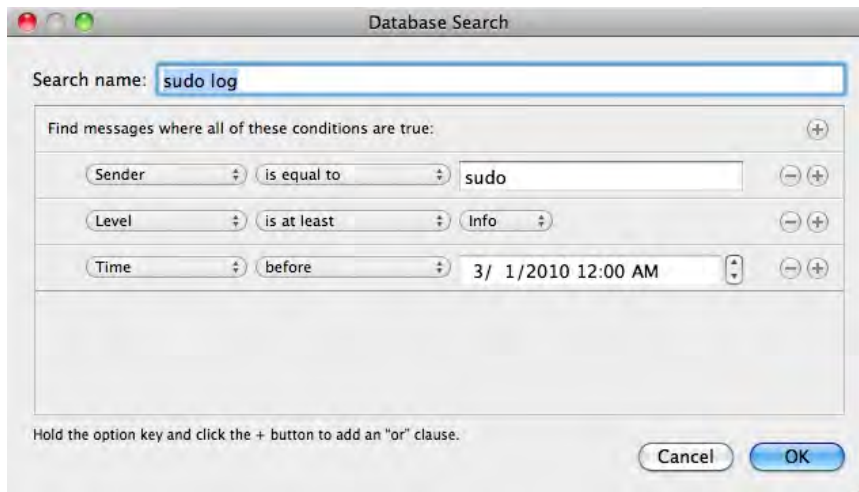 Database Search
Search name: sudo log
Find messages where all of these conditions are true:
Sender is equal to sudo
Level is at least Info
Time before 3/ 1/2010 12:00 AM
Hold the option key and click the + button to add an "or" clause.
Cancel OK